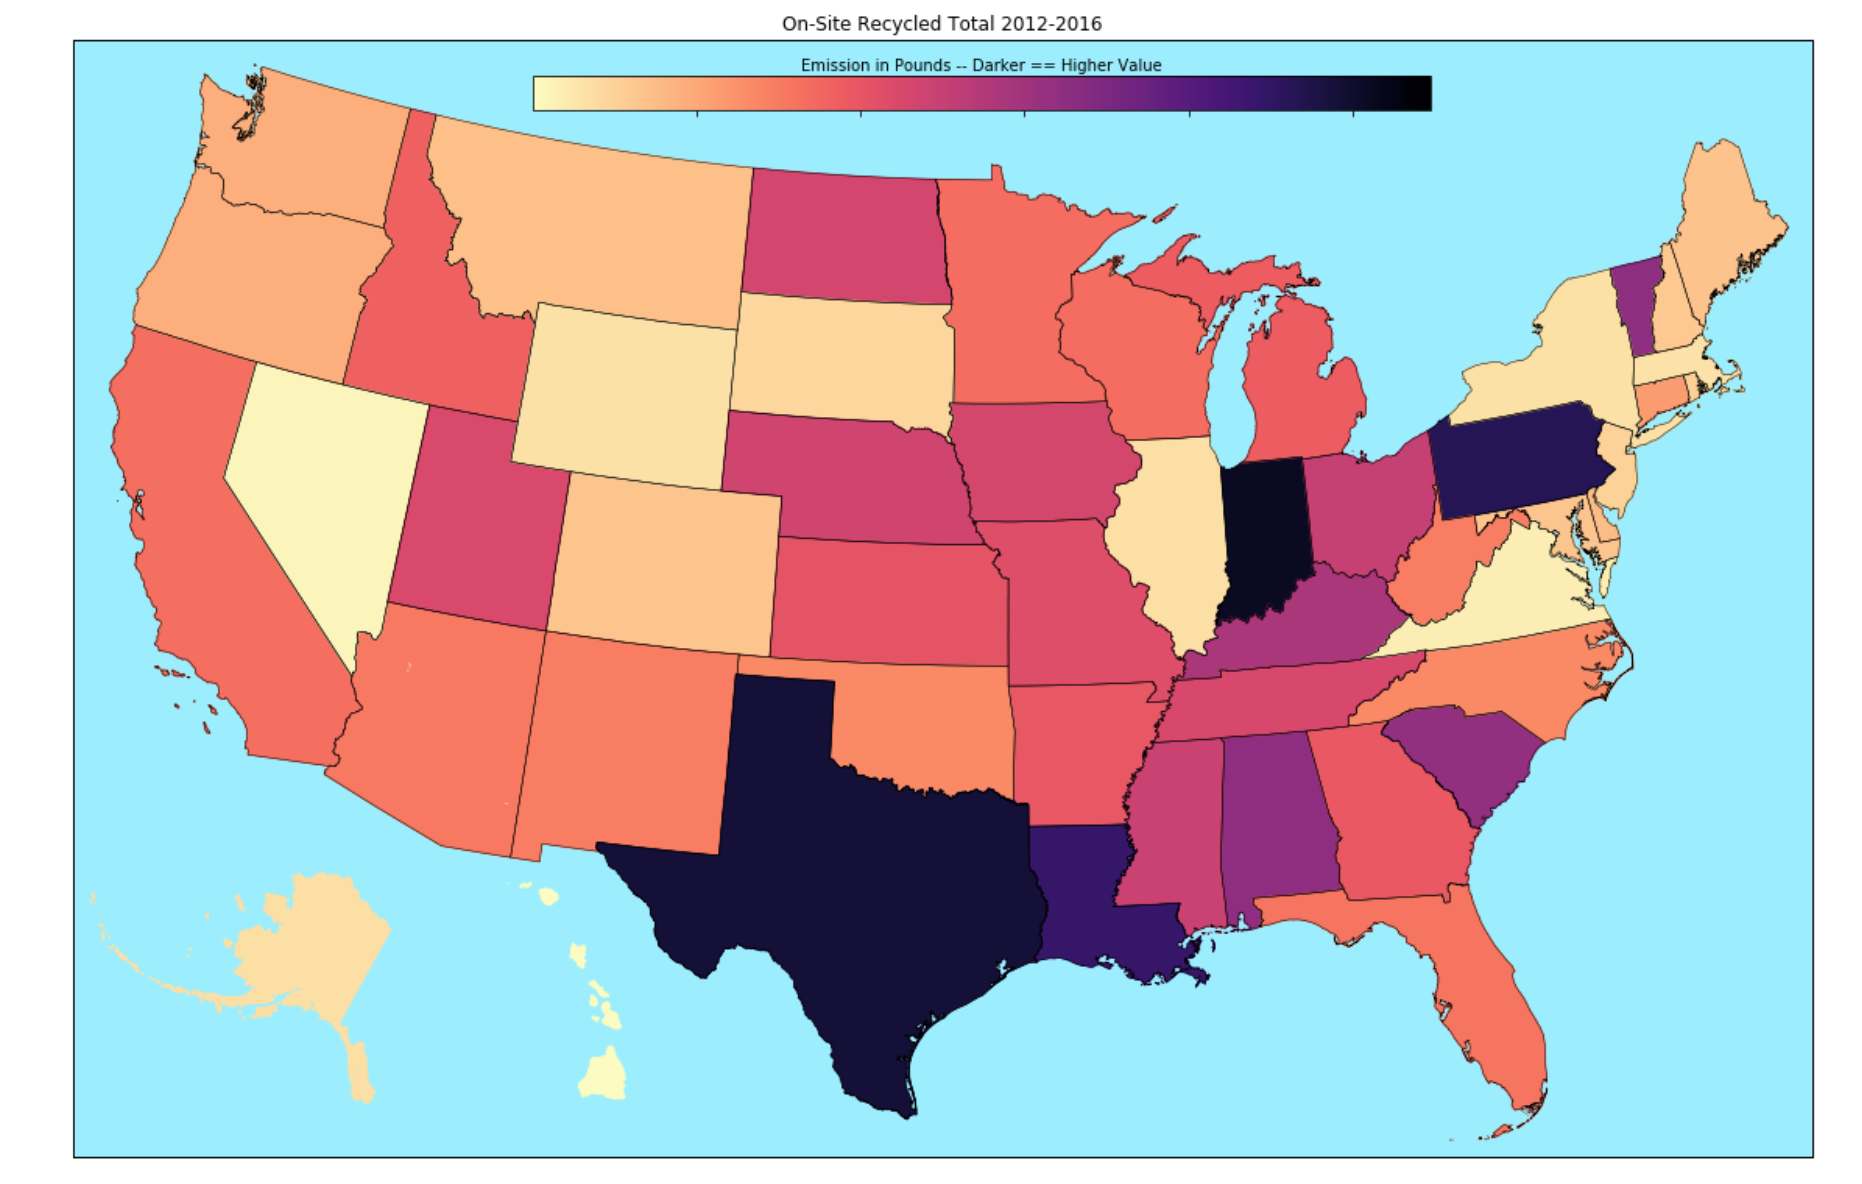 On-Site Recycled Total 2012-2016
Emission in Pounds -- Darker == Higher Value